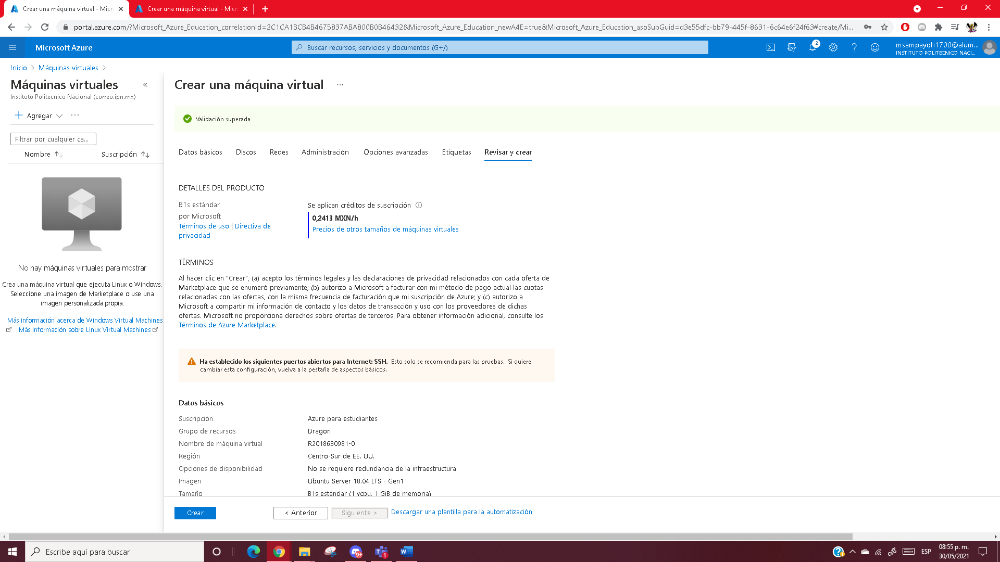 Crear una máquina virtual - Micr
Crear una máquina virtual - Micr
portal.azure.com/?Microsoft_Azure_Education_correlationId=2C1CA1BCB4B4675837ABA800B0B46432&Microsoft_Azure_Education_newA4E=true&Microsoft_Azure_Education_asoSubGuid=d3e55dfc-bb79-445f-8631-6c64e6f24f63#create/Mi...
Microsoft Azure
Buscar recursos, servicios y documentos (G+/)
2
msampayoh1700@alum...
INSTITUTO POLITECNICO NACI...
Inicio
Máquinas virtuales
Máquinas virtuales
Instituto Politecnico Nacional (correo.ipn.mx)
Agregar
Filtrar por cualquier ca...
Nombre
Suscripción
No hay máquinas virtuales para mostrar
Crea una máquina virtual que ejecuta Linux o Windows.
Seleccione una imagen de Marketplace o use una
imagen personalizada propia.
Más información acerca de Windows Virtual Machines
Más información sobre Linux Virtual Machines
Crear una máquina virtual
Validación superada
Datos básicos
Discos
Redes
Administración
Opciones avanzadas
Etiquetas
Revisar y crear
DETALLES DEL PRODUCTO
B1s estándar
por Microsoft
Términos de uso | Directiva de
privacidad
Se aplican créditos de suscripción
0,2413 MXN/h
Precios de otros tamaños de máquinas virtuales
TÉRMINOS
Al hacer clic en "Crear", (a) acepto los términos legales y las declaraciones de privacidad relacionados con cada oferta de
Marketplace que se enumeró previamente; (b) autorizo a Microsoft a facturar con mi método de pago actual las cuotas
relacionadas con las ofertas, con la misma frecuencia de facturación que mi suscripción de Azure; y (c) autorizo a
Microsoft a compartir mi información de contacto y los datos de transacción y uso con los proveedores de dichas
ofertas. Microsoft no proporciona derechos sobre ofertas de terceros. Para obtener información adicional, consulte los
Términos de Azure Marketplace.
Ha establecido los siguientes puertos abiertos para Internet: SSH. Esto solo se recomienda para las pruebas. Si quiere
cambiar esta configuración, vuelva a la pestaña de aspectos básicos.
Datos básicos
Suscripción Azure para estudiantes
Grupo de recursos Dragon
Nombre de máquina virtual R2018630981-0
Región Centro-Sur de EE. UU.
Opciones de disponibilidad No se requiere redundancia de la infraestructura
Imagen Ubuntu Server 18.04 LTS - Gen1
Tamaño B1s estándar (1 vcpu, 1 GiB de memoria)
Crear
< Anterior
Siguiente >
Descargar una plantilla para la automatización
Escribe aquí para buscar
9+
1
ESP
08:55 p. m.
30/05/2021